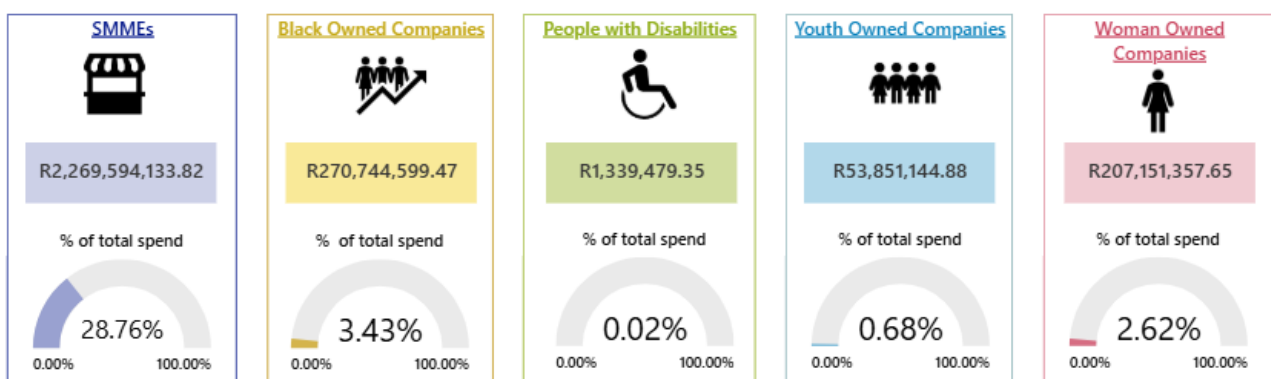 SMMEs
R2,269,594,133.82
% of total spend
28.76%
0.00% 100.00%
Black Owned Companies
R270,744,599.47
% of total spend
3.43%
0.00% 100.00%
People with Disabilities
R1,339,479.35
% of total spend
0.02%
0.00% 100.00%
Youth Owned Companies
R53,851,144.88
% of total spend
0.68%
0.00% 100.00%
Woman Owned
Companies
R207,151,357.65
% of total spend
2.62%
0.00% 100.00%